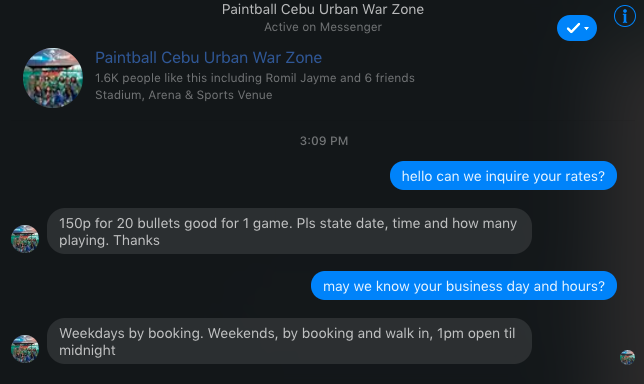 Paintball Cebu Urban War Zone
Active on Messenger
Paintball Cebu Urban War Zone
1.6K people like this including Romil Jayme and 6 friends
Stadium, Arena & Sports Venue
3:09 PM
hello can we inquire your rates?
150p for 20 bullets good for 1 game. Pls state date, time and how many
playing. Thanks
may we know your business day and hours?
Weekdays by booking. Weekends, by booking and walk in, 1pm open til
midnight